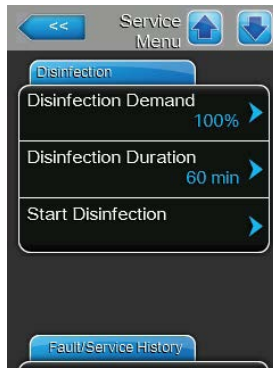 <<
Service
Menu
Disinfection
Disinfection Demand
100%
Disinfection Duration
60 min
Start Disinfection
Fault/Service History